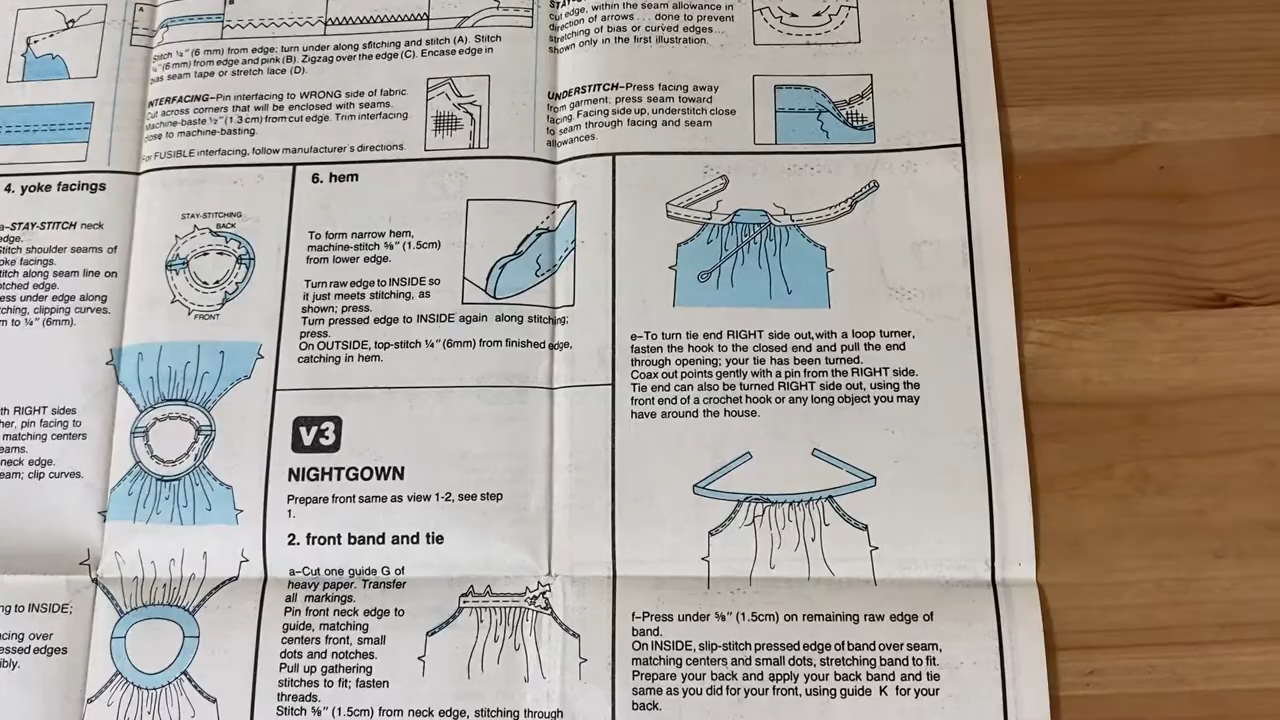 A
B
Stitch ¼" (6 mm) from edge; turn under along stitching and stitch (A). Stitch
¼" (6 mm) from edge and pink (B). Zigzag over the edge (C). Encase edge in
bias seam tape or stretch lace (D).
INTERFACING–Pin interfacing to WRONG side of fabric.
Cut across corners that will be enclosed with seams.
Machine-baste ½" (1.3 cm) from cut edge. Trim interfacing
close to machine-basting.
For FUSIBLE interfacing, follow manufacturer's directions.
cut edge, within the seam allowance in
direction of arrows . . . done to prevent
stretching of bias or curved edges...
shown only in the first illustration.
UNDERSTITCH–Press facing away
from garment; press seam toward
facing. Facing side up, understitch close
to seam through facing and seam
allowances.
4. yoke facings
a–STAY-STITCH neck
edge.
Stitch shoulder seams of
yoke facings.
titch along seam line on
otched edge.
ess under edge along
tching, clipping curves.
m to ¼" (6mm).
STAY-STITCHING
BACK
FRONT
th RIGHT sides
her, pin facing to
matching centers
eams.
neck edge.
eam; clip curves.
ng to INSIDE;
acing over
essed edges
ibly.
6. hem
To form narrow hem,
machine-stitch ⅝" (1.5cm)
from lower edge.
Turn raw edge to INSIDE so
it just meets stitching, as
shown; press.
Turn pressed edge to INSIDE again along stitching;
press.
On OUTSIDE, top-stitch ¼" (6mm) from finished edge,
catching in hem.
v3
NIGHTGOWN
Prepare front same as view 1-2, see step
1.
2. front band and tie
a–Cut one guide G of
heavy paper. Transfer
all markings.
Pin front neck edge to
guide, matching
centers front, small
dots and notches.
Pull up gathering
stitches to fit; fasten
threads.
Stitch ⅝" (1.5cm) from neck edge, stitching through
e–To turn tie end RIGHT side out, with a loop turner,
fasten the hook to the closed end and pull the end
through opening; your tie has been turned.
Coax out points gently with a pin from the RIGHT side.
Tie end can also be turned RIGHT side out, using the
front end of a crochet hook or any long object you may
have around the house.
f–Press under ⅝" (1.5cm) on remaining raw edge of
band.
On INSIDE, slip-stitch pressed edge of band over seam,
matching centers and small dots, stretching band to fit.
Prepare your back and apply your back band and tie
same as you did for your front, using guide K for your
back.